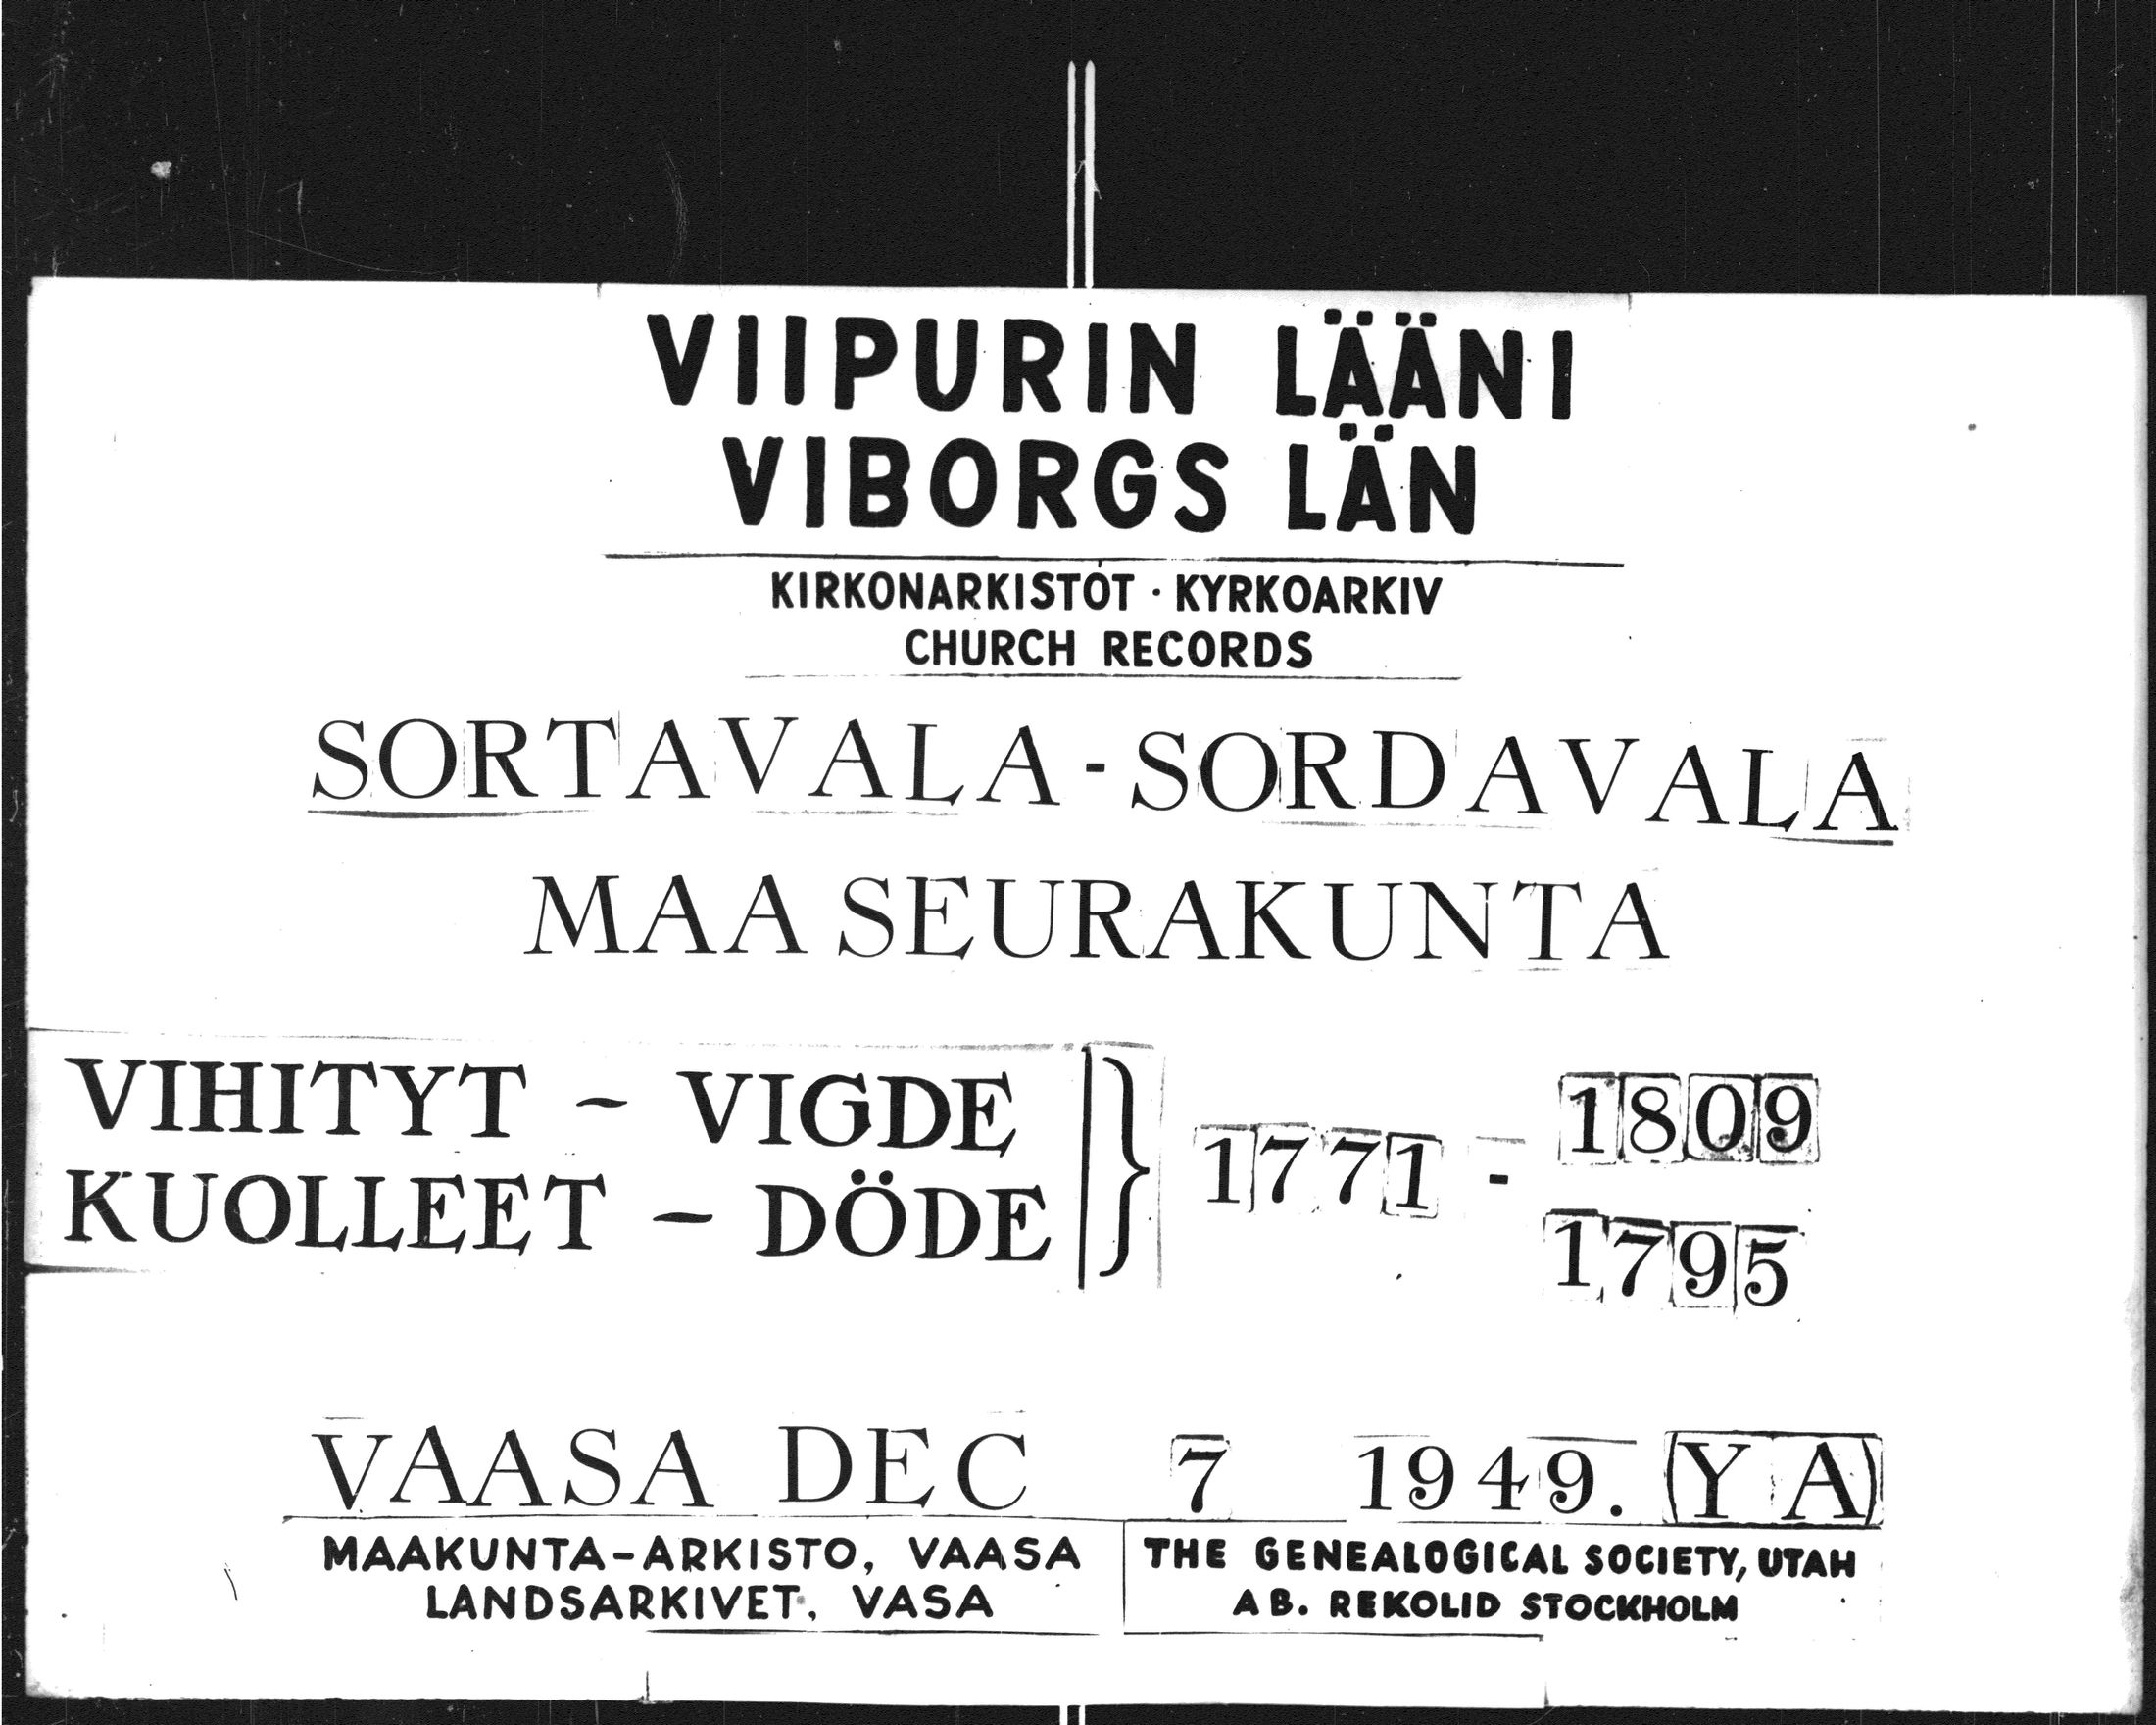 VIIPURIN LÄÄNI
VIBORGS LÄN
KIRKONARKISTOT · KYRKOARKIV
CHURCH RECORDS
SORTAVALA - SORDAVALA
MAA SEURAKUNTA
VIHITYT - VIGDE
KUOLLEET - DÖDE
} 1771 - 1809
1795
VAASA DEC 7 1949. (Y A)
MAAKUNTA-ARKISTO, VAASA
LANDSARKIVET, VASA
THE GENEALOGICAL SOCIETY, UTAH
AB. REKOLID STOCKHOLM